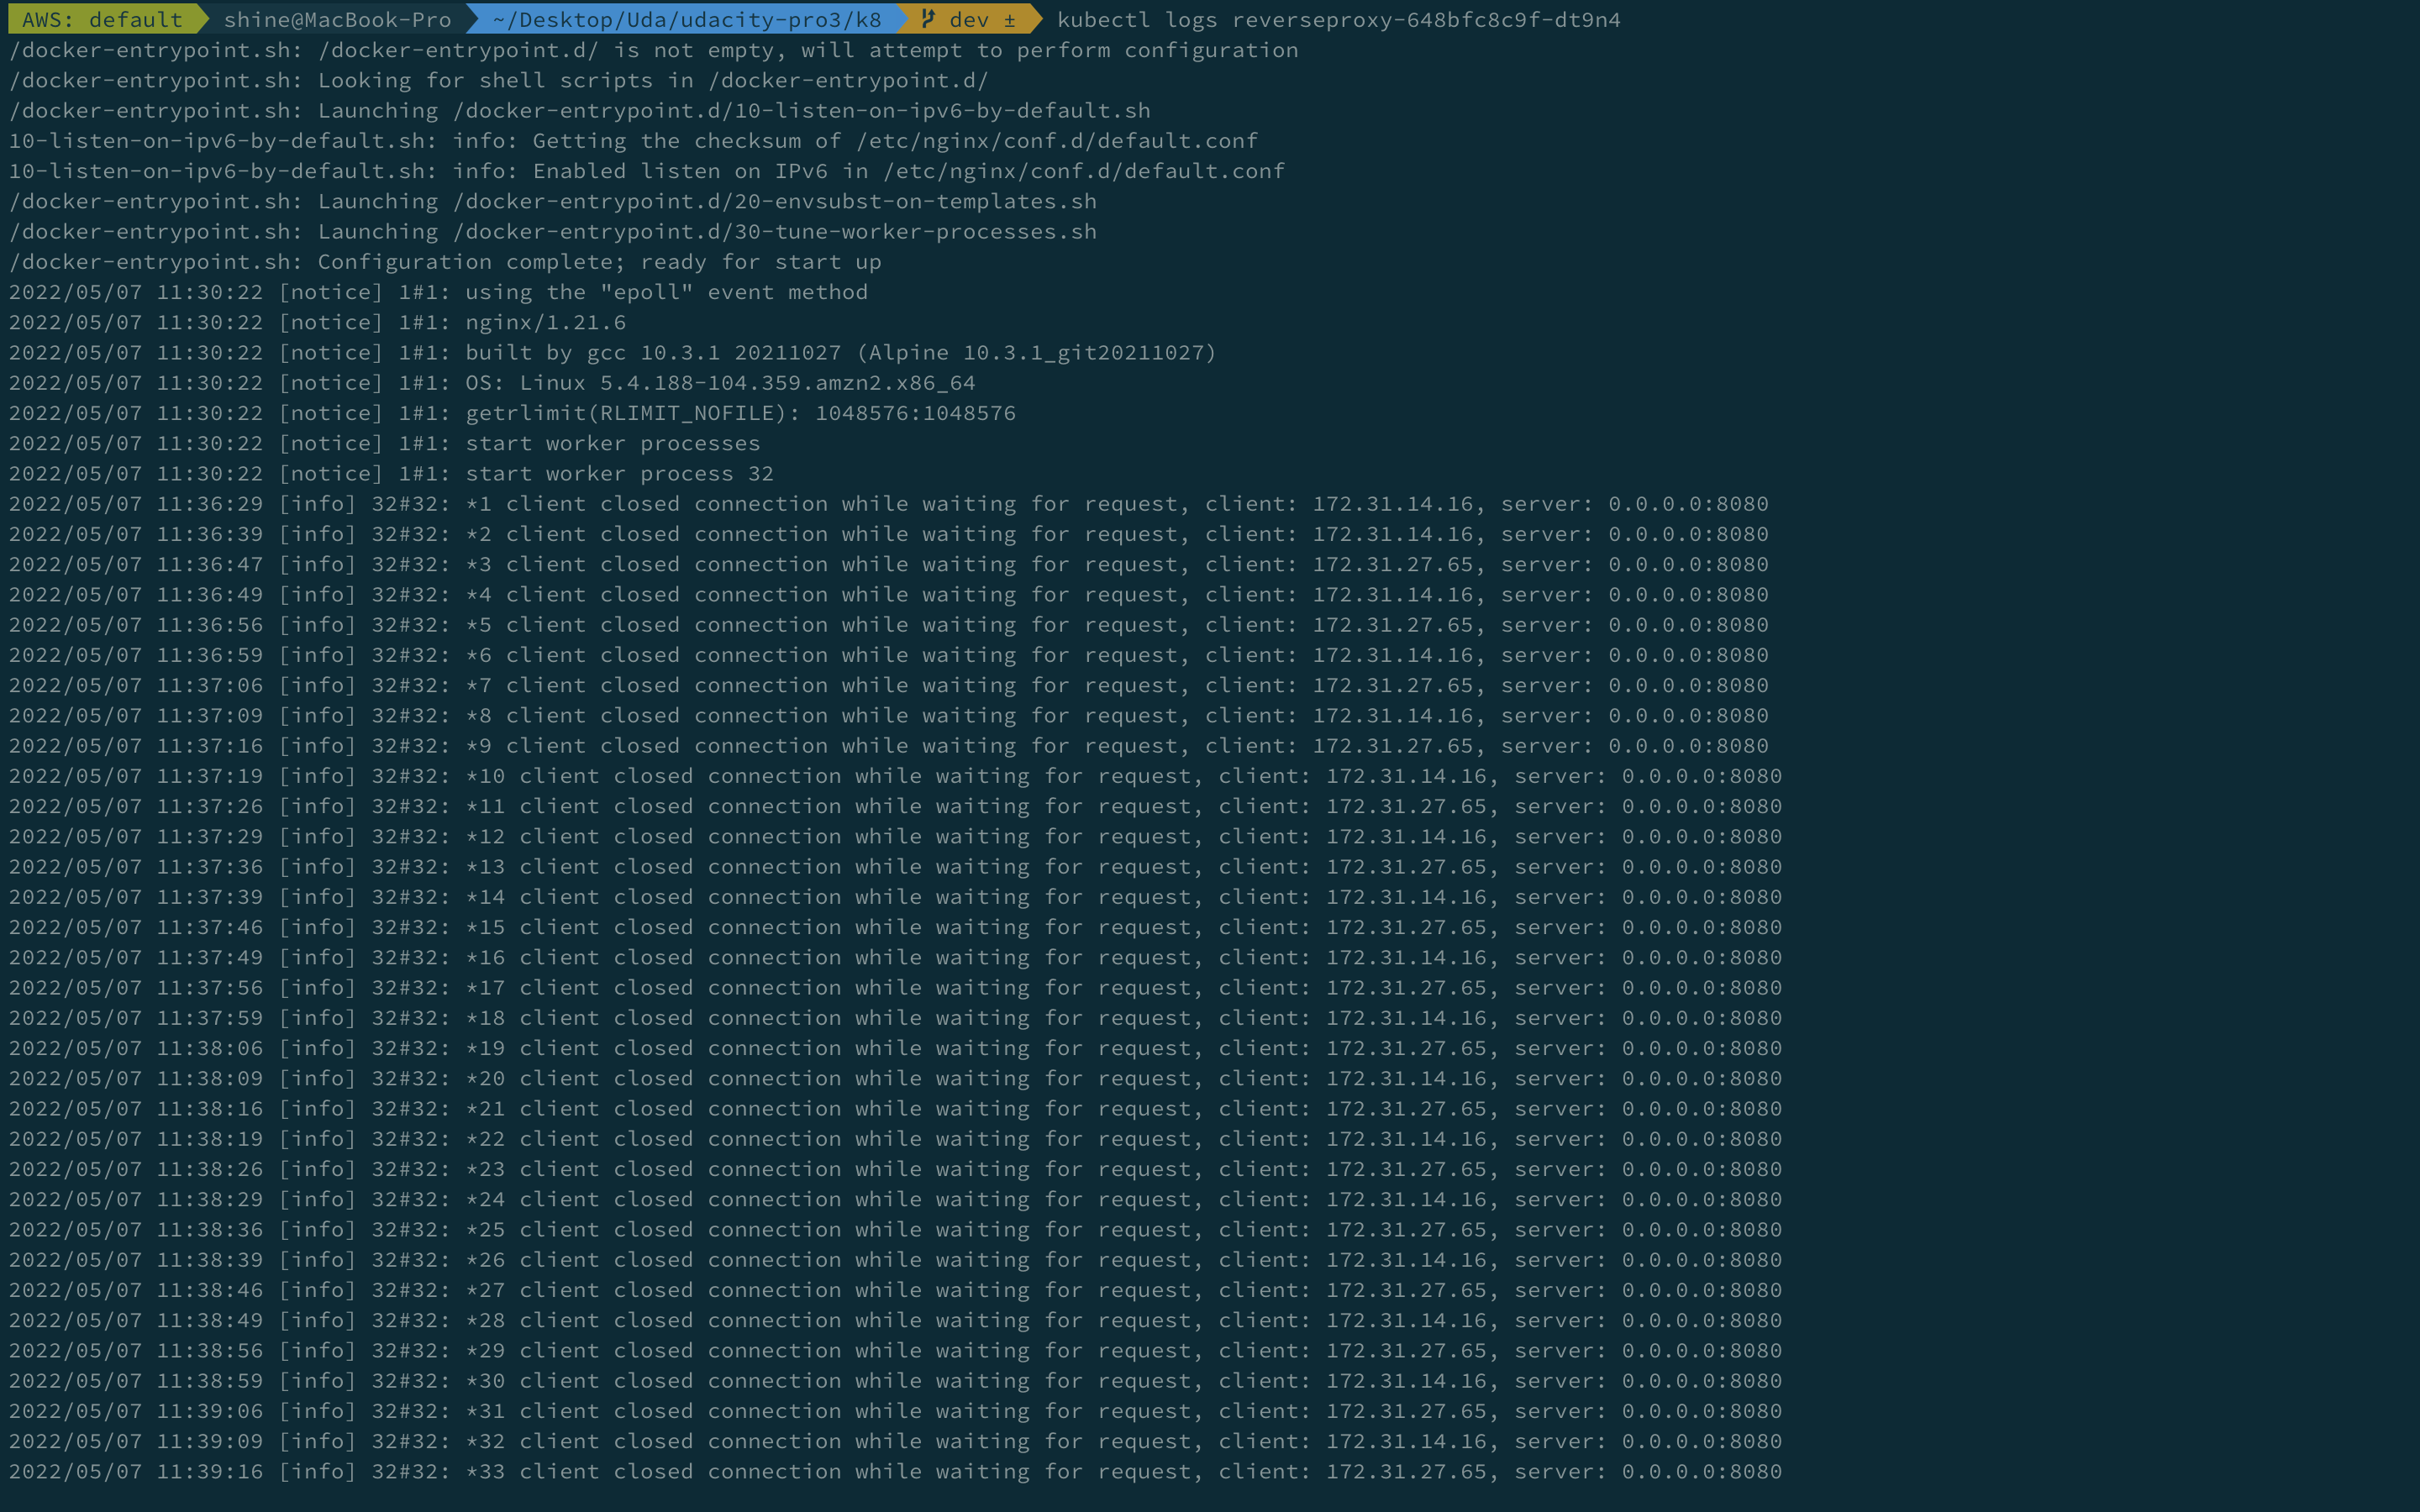 AWS: default shine@MacBook-Pro ~/Desktop/Uda/udacity-pro3/k8 dev ± kubectl logs reverseproxy-648bfc8c9f-dt9n4
/docker-entrypoint.sh: /docker-entrypoint.d/ is not empty, will attempt to perform configuration
/docker-entrypoint.sh: Looking for shell scripts in /docker-entrypoint.d/
/docker-entrypoint.sh: Launching /docker-entrypoint.d/10-listen-on-ipv6-by-default.sh
10-listen-on-ipv6-by-default.sh: info: Getting the checksum of /etc/nginx/conf.d/default.conf
10-listen-on-ipv6-by-default.sh: info: Enabled listen on IPv6 in /etc/nginx/conf.d/default.conf
/docker-entrypoint.sh: Launching /docker-entrypoint.d/20-envsubst-on-templates.sh
/docker-entrypoint.sh: Launching /docker-entrypoint.d/30-tune-worker-processes.sh
/docker-entrypoint.sh: Configuration complete; ready for start up
2022/05/07 11:30:22 [notice] 1#1: using the "epoll" event method
2022/05/07 11:30:22 [notice] 1#1: nginx/1.21.6
2022/05/07 11:30:22 [notice] 1#1: built by gcc 10.3.1 20211027 (Alpine 10.3.1_git20211027)
2022/05/07 11:30:22 [notice] 1#1: OS: Linux 5.4.188-104.359.amzn2.x86_64
2022/05/07 11:30:22 [notice] 1#1: getrlimit(RLIMIT_NOFILE): 1048576:1048576
2022/05/07 11:30:22 [notice] 1#1: start worker processes
2022/05/07 11:30:22 [notice] 1#1: start worker process 32
2022/05/07 11:36:29 [info] 32#32: *1 client closed connection while waiting for request, client: 172.31.14.16, server: 0.0.0.0:8080
2022/05/07 11:36:39 [info] 32#32: *2 client closed connection while waiting for request, client: 172.31.14.16, server: 0.0.0.0:8080
2022/05/07 11:36:47 [info] 32#32: *3 client closed connection while waiting for request, client: 172.31.27.65, server: 0.0.0.0:8080
2022/05/07 11:36:49 [info] 32#32: *4 client closed connection while waiting for request, client: 172.31.14.16, server: 0.0.0.0:8080
2022/05/07 11:36:56 [info] 32#32: *5 client closed connection while waiting for request, client: 172.31.27.65, server: 0.0.0.0:8080
2022/05/07 11:36:59 [info] 32#32: *6 client closed connection while waiting for request, client: 172.31.14.16, server: 0.0.0.0:8080
2022/05/07 11:37:06 [info] 32#32: *7 client closed connection while waiting for request, client: 172.31.27.65, server: 0.0.0.0:8080
2022/05/07 11:37:09 [info] 32#32: *8 client closed connection while waiting for request, client: 172.31.14.16, server: 0.0.0.0:8080
2022/05/07 11:37:16 [info] 32#32: *9 client closed connection while waiting for request, client: 172.31.27.65, server: 0.0.0.0:8080
2022/05/07 11:37:19 [info] 32#32: *10 client closed connection while waiting for request, client: 172.31.14.16, server: 0.0.0.0:8080
2022/05/07 11:37:26 [info] 32#32: *11 client closed connection while waiting for request, client: 172.31.27.65, server: 0.0.0.0:8080
2022/05/07 11:37:29 [info] 32#32: *12 client closed connection while waiting for request, client: 172.31.14.16, server: 0.0.0.0:8080
2022/05/07 11:37:36 [info] 32#32: *13 client closed connection while waiting for request, client: 172.31.27.65, server: 0.0.0.0:8080
2022/05/07 11:37:39 [info] 32#32: *14 client closed connection while waiting for request, client: 172.31.14.16, server: 0.0.0.0:8080
2022/05/07 11:37:46 [info] 32#32: *15 client closed connection while waiting for request, client: 172.31.27.65, server: 0.0.0.0:8080
2022/05/07 11:37:49 [info] 32#32: *16 client closed connection while waiting for request, client: 172.31.14.16, server: 0.0.0.0:8080
2022/05/07 11:37:56 [info] 32#32: *17 client closed connection while waiting for request, client: 172.31.27.65, server: 0.0.0.0:8080
2022/05/07 11:37:59 [info] 32#32: *18 client closed connection while waiting for request, client: 172.31.14.16, server: 0.0.0.0:8080
2022/05/07 11:38:06 [info] 32#32: *19 client closed connection while waiting for request, client: 172.31.27.65, server: 0.0.0.0:8080
2022/05/07 11:38:09 [info] 32#32: *20 client closed connection while waiting for request, client: 172.31.14.16, server: 0.0.0.0:8080
2022/05/07 11:38:16 [info] 32#32: *21 client closed connection while waiting for request, client: 172.31.27.65, server: 0.0.0.0:8080
2022/05/07 11:38:19 [info] 32#32: *22 client closed connection while waiting for request, client: 172.31.14.16, server: 0.0.0.0:8080
2022/05/07 11:38:26 [info] 32#32: *23 client closed connection while waiting for request, client: 172.31.27.65, server: 0.0.0.0:8080
2022/05/07 11:38:29 [info] 32#32: *24 client closed connection while waiting for request, client: 172.31.14.16, server: 0.0.0.0:8080
2022/05/07 11:38:36 [info] 32#32: *25 client closed connection while waiting for request, client: 172.31.27.65, server: 0.0.0.0:8080
2022/05/07 11:38:39 [info] 32#32: *26 client closed connection while waiting for request, client: 172.31.14.16, server: 0.0.0.0:8080
2022/05/07 11:38:46 [info] 32#32: *27 client closed connection while waiting for request, client: 172.31.27.65, server: 0.0.0.0:8080
2022/05/07 11:38:49 [info] 32#32: *28 client closed connection while waiting for request, client: 172.31.14.16, server: 0.0.0.0:8080
2022/05/07 11:38:56 [info] 32#32: *29 client closed connection while waiting for request, client: 172.31.27.65, server: 0.0.0.0:8080
2022/05/07 11:38:59 [info] 32#32: *30 client closed connection while waiting for request, client: 172.31.14.16, server: 0.0.0.0:8080
2022/05/07 11:39:06 [info] 32#32: *31 client closed connection while waiting for request, client: 172.31.27.65, server: 0.0.0.0:8080
2022/05/07 11:39:09 [info] 32#32: *32 client closed connection while waiting for request, client: 172.31.14.16, server: 0.0.0.0:8080
2022/05/07 11:39:16 [info] 32#32: *33 client closed connection while waiting for request, client: 172.31.27.65, server: 0.0.0.0:8080